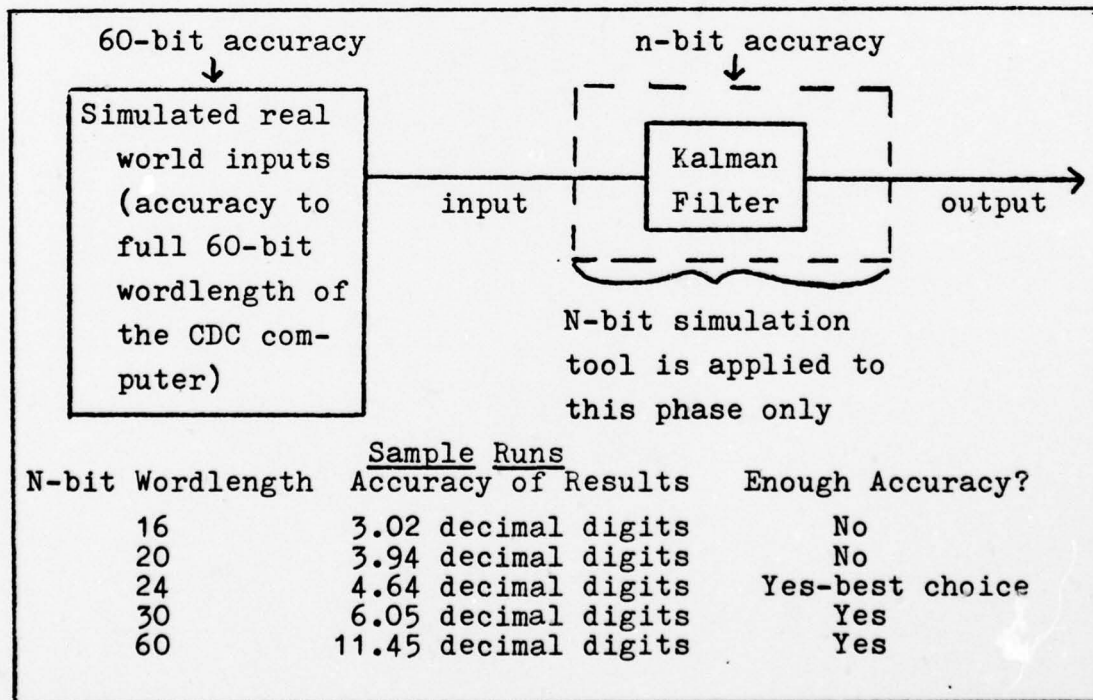 60-bit accuracy
n-bit accuracy
Simulated real
world inputs
(accuracy to
full 60-bit
wordlength of
the CDC com-
puter)
input
Kalman
Filter
output
N-bit simulation
tool is applied to
this phase only
Sample Runs
N-bit Wordlength Accuracy of Results Enough Accuracy?
16 3.02 decimal digits No
20 3.94 decimal digits No
24 4.64 decimal digits Yes-best choice
30 6.05 decimal digits Yes
60 11.45 decimal digits Yes